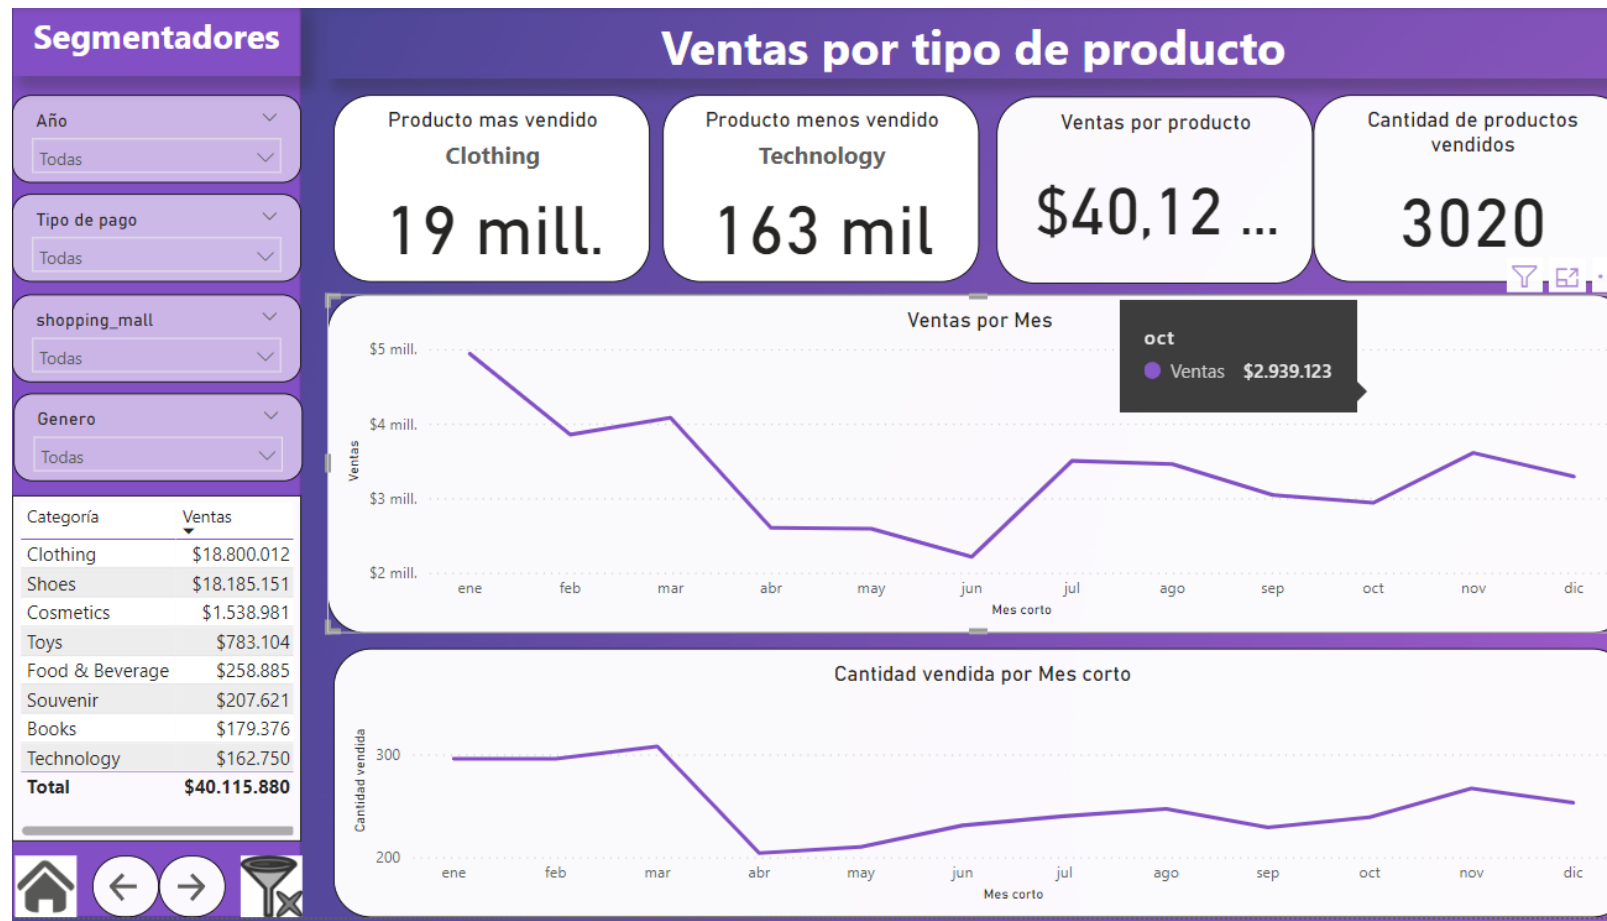 Segmentadores
Ventas por tipo de producto
Año
Todas
Tipo de pago
Todas
shopping_mall
Todas
Genero
Todas
Producto mas vendido
Clothing
19 mill.
Producto menos vendido
Technology
163 mil
Ventas por producto
$40,12 ...
Cantidad de productos
vendidos
3020
Categoría Ventas
Clothing $18.800.012
Shoes $18.185.151
Cosmetics $1.538.981
Toys $783.104
Food & Beverage $258.885
Souvenir $207.621
Books $179.376
Technology $162.750
Total $40.115.880
Ventas por Mes
oct
Ventas $2.939.123
Ventas
$5 mill.
$4 mill.
$3 mill.
$2 mill.
ene feb mar abr may jun jul ago sep oct nov dic
Mes corto
Cantidad vendida por Mes corto
Cantidad vendida
300
200
ene feb mar abr may jun jul ago sep oct nov dic
Mes corto